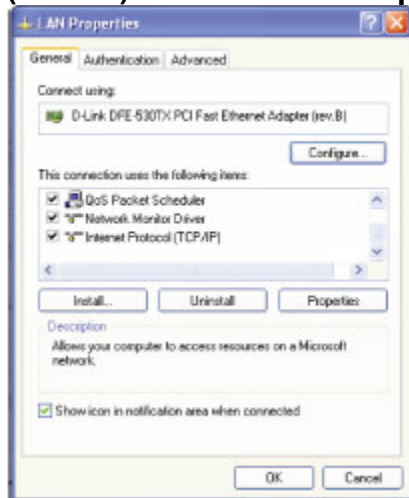 LAN Properties
General Authentication Advanced
Connect using:
D-Link DFE-530TX PCI Fast Ethernet Adapter (rev.B)
Configure...
This connection uses the following items:
QoS Packet Scheduler
Network Monitor Driver
Internet Protocol (TCP/IP)
Install... Uninstall Properties
Description
Allows your computer to access resources on a Microsoft
network.
Show icon in notification area when connected
OK Cancel